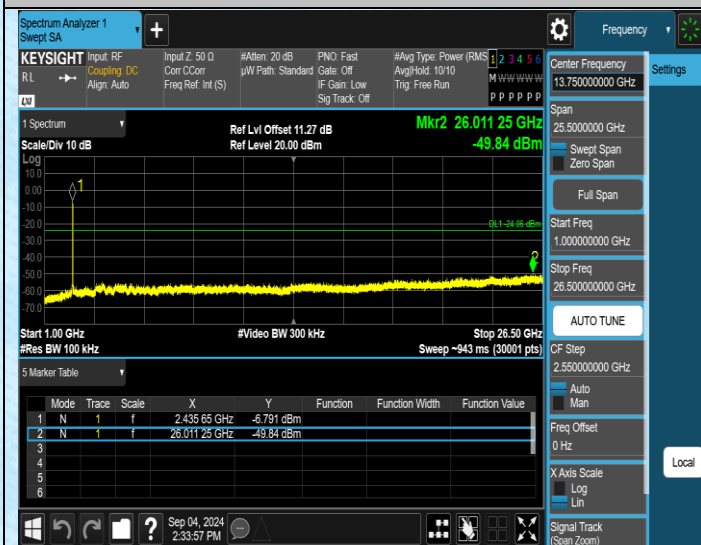 Spectrum Analyzer 1
Swept SA
+
Frequency
KEYSIGHT
RL
LXI
Input: RF
Coupling: DC
Align: Auto
Input Z: 50 Ω
Corr CCorr
Freq Ref: Int (S)
#Atten: 20 dB
µW Path: Standard
PNO: Fast
Gate: Off
IF Gain: Low
Sig Track: Off
#Avg Type: Power (RMS
Avg|Hold: 10/10
Trig: Free Run
1 2 3 4 5 6
M W W W W W
P P P P P P
1 Spectrum
Scale/Div 10 dB
Ref Lvl Offset 11.27 dB
Ref Level 20.00 dBm
Mkr2 26.011 25 GHz
-49.84 dBm
Log
10.0
0.00
-10.0
-20.0
-30.0
-40.0
-50.0
-60.0
-70.0
1
DL1 -24.06 dBm
2
Start 1.00 GHz
#Res BW 100 kHz
#Video BW 300 kHz
Stop 26.50 GHz
Sweep ~943 ms (30001 pts)
5 Marker Table
Mode Trace Scale X Y Function Function Width Function Value
1 N 1 f 2.435 65 GHz -6.791 dBm
2 N 1 f 26.011 25 GHz -49.84 dBm
3
4
5
6
Sep 04, 2024
2:33:57 PM
?
Center Frequency
13.750000000 GHz
Settings
Span
25.5000000 GHz
Swept Span
Zero Span
Full Span
Start Freq
1.000000000 GHz
Stop Freq
26.500000000 GHz
AUTO TUNE
CF Step
2.550000000 GHz
Auto
Man
Freq Offset
0 Hz
X Axis Scale
Log
Lin
Local
Signal Track
(Span Zoom)